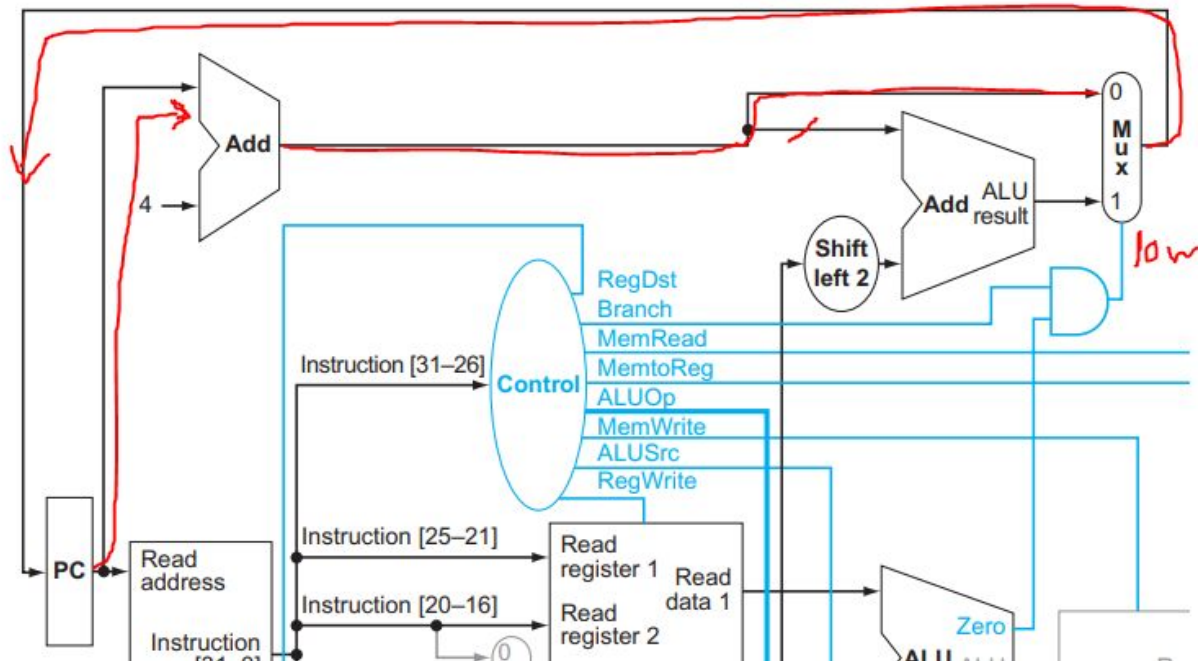 0
Mux
1
Add
4
Add
ALU
result
Shift
left 2
RegDst
Branch
MemRead
MemtoReg
ALUOp
MemWrite
ALUSrc
RegWrite
Instruction [31–26]
Control
PC
Read
address
Instruction
Instruction [25–21]
Instruction [20–16]
Read
register 1
Read
data 1
Read
register 2
0
Zero
ALU